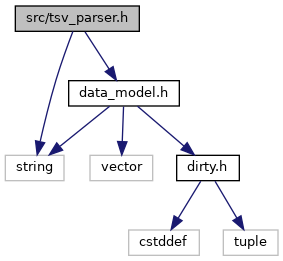 src/tsv_parser.h
data_model.h
string
vector
dirty.h
cstddef
tuple